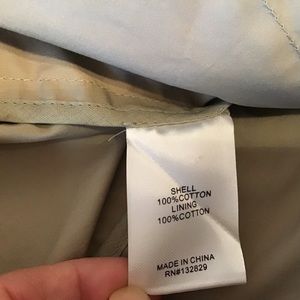 SHELL
100%COTTON
LINING
100%COTTON
MADE IN CHINA
RN#132829